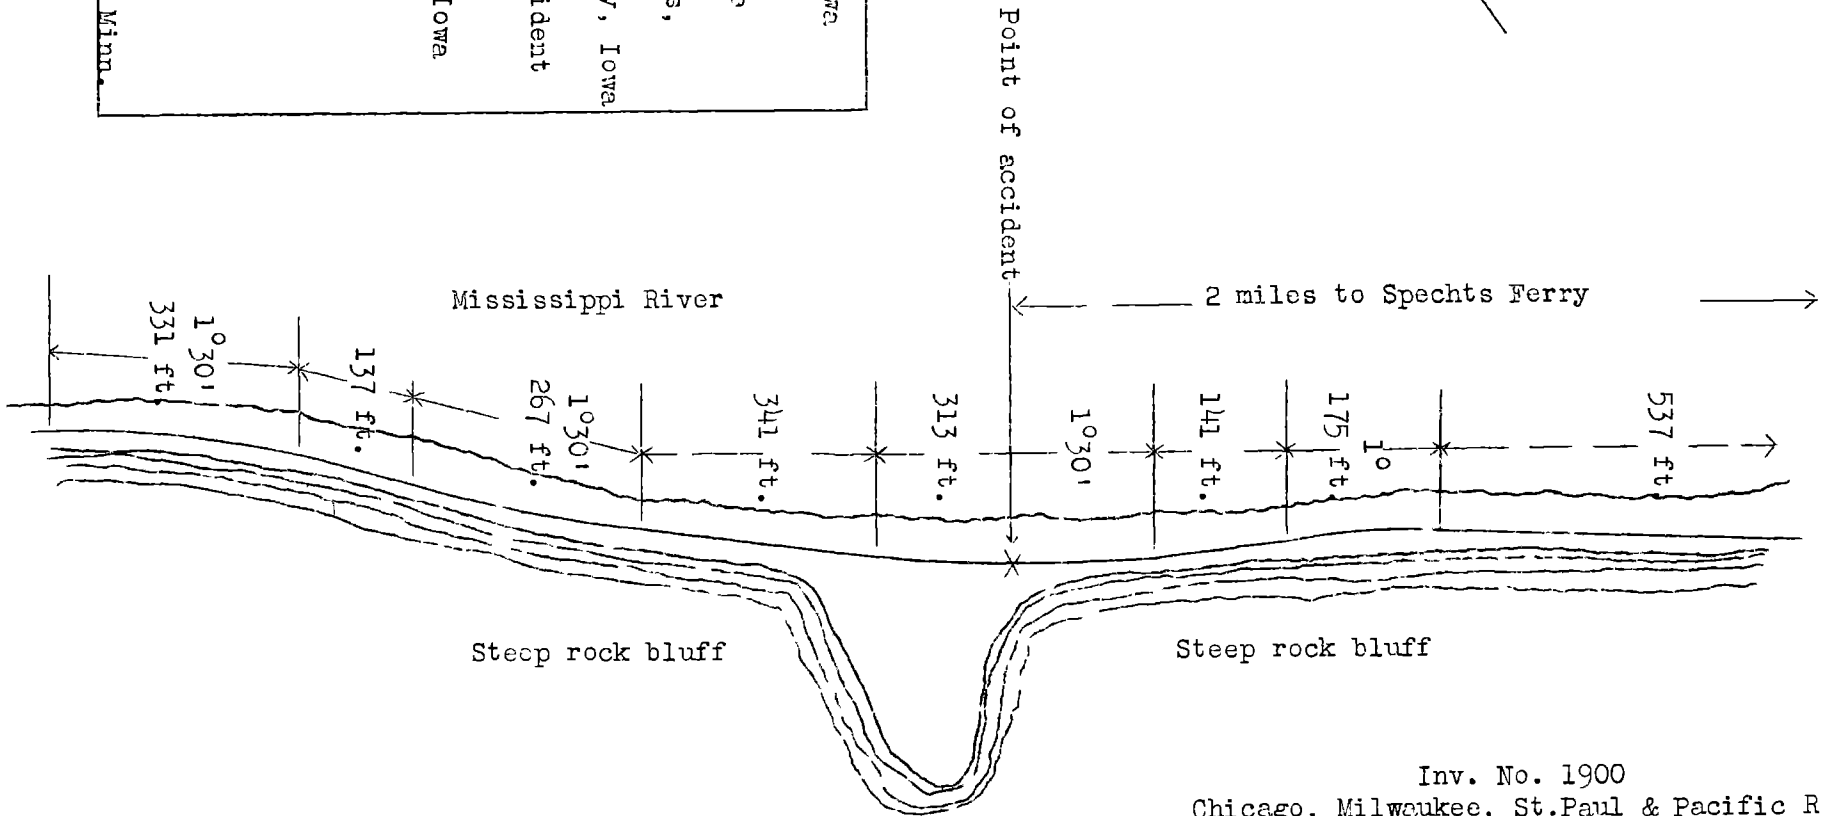 Minn.
Iowa
ident
, Iowa
s,
wa
Point of accident
Mississippi River
2 miles to Spechts Ferry
1°30'
331 ft.
137 ft.
1°30'
267 ft.
341 ft.
313 ft.
1°30'
141 ft.
1°
175 ft.
537 ft.
Steep rock bluff
Steep rock bluff
Inv. No. 1900
Chicago, Milwaukee, St.Paul & Pacific R